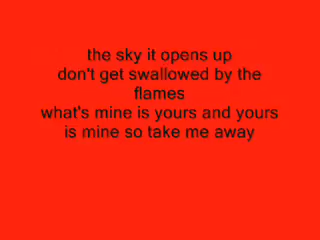 the sky it opens up
don't get swallowed by the
flames
what's mine is yours and yours
is mine so take me away